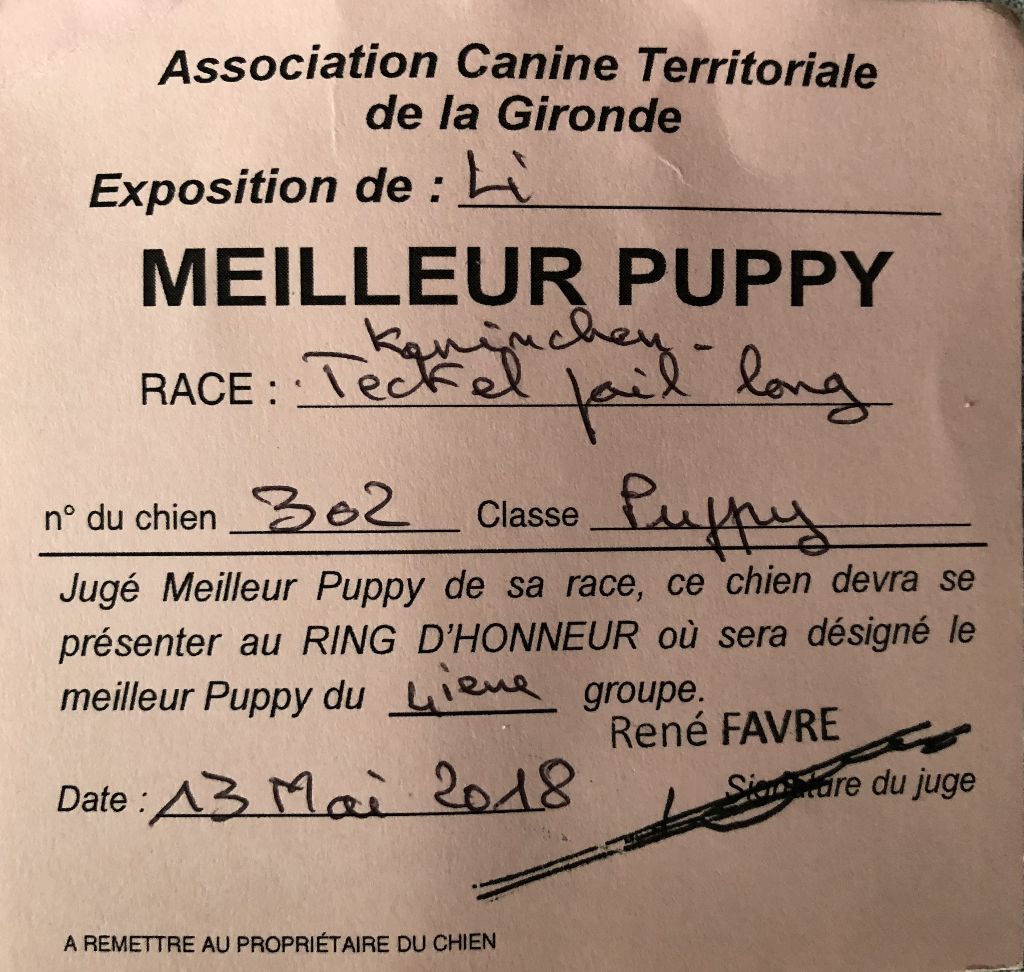 Association Canine Territoriale
de la Gironde
Exposition de : Li
MEILLEUR PUPPY
Kaninchen -
RACE : Teckel poil long
n° du chien 302 Classe Puppy
Jugé Meilleur Puppy de sa race, ce chien devra se
présenter au RING D'HONNEUR où sera désigné le
meilleur Puppy du 4ieme groupe.
René FAVRE
Date : 13 Mai 2018 Signature du juge
A REMETTRE AU PROPRIÉTAIRE DU CHIEN